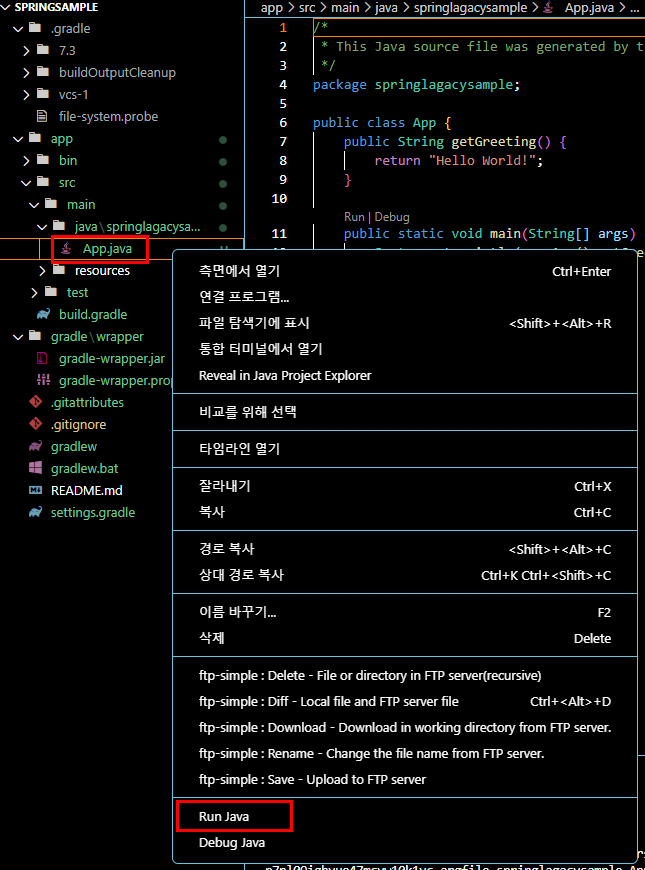 SPRINGSAMPLE
.gradle
7.3
buildOutputCleanup
vcs-1
file-system.probe
app
bin
src
main
java\springlagacysa...
App.java
resources
test
build.gradle
gradle\wrapper
gradle-wrapper.jar
gradle-wrapper.prop
.gitattributes
.gitignore
gradlew
gradlew.bat
README.md
settings.gradle
app > src > main > java > springlagacysample > App.java > ...
1 /*
2 * This Java source file was generated by t
3 */
4 package springlagacysample;
5
6 public class App {
7 public String getGreeting() {
8 return "Hello World!";
9 }
10
Run | Debug
11 public static void main(String[] args)
측면에서 열기 Ctrl+Enter
연결 프로그램...
파일 탐색기에 표시 <Shift>+<Alt>+R
통합 터미널에서 열기
Reveal in Java Project Explorer
비교를 위해 선택
타임라인 열기
잘라내기 Ctrl+X
복사 Ctrl+C
경로 복사 <Shift>+<Alt>+C
상대 경로 복사 Ctrl+K Ctrl+<Shift>+C
이름 바꾸기... F2
삭제 Delete
ftp-simple : Delete - File or directory in FTP server(recursive)
ftp-simple : Diff - Local file and FTP server file Ctrl+<Alt>+D
ftp-simple : Download - Download in working directory from FTP server.
ftp-simple : Rename - Change the file name from FTP server.
ftp-simple : Save - Upload to FTP server
Run Java
Debug Java